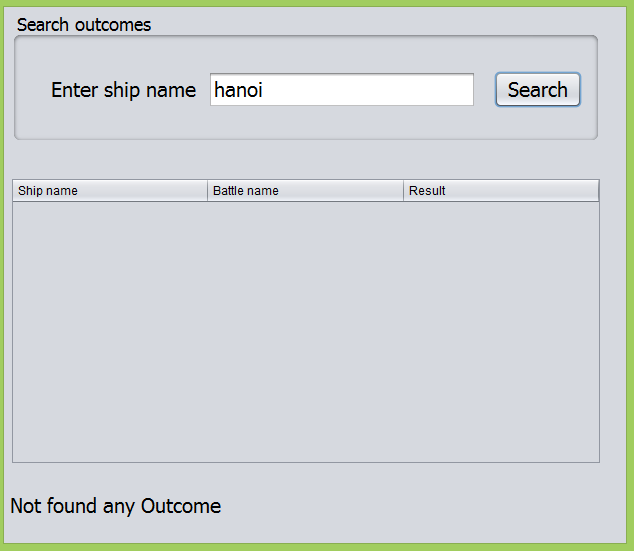 Search outcomes
Enter ship name hanoi Search
Ship name Battle name Result
Not found any Outcome